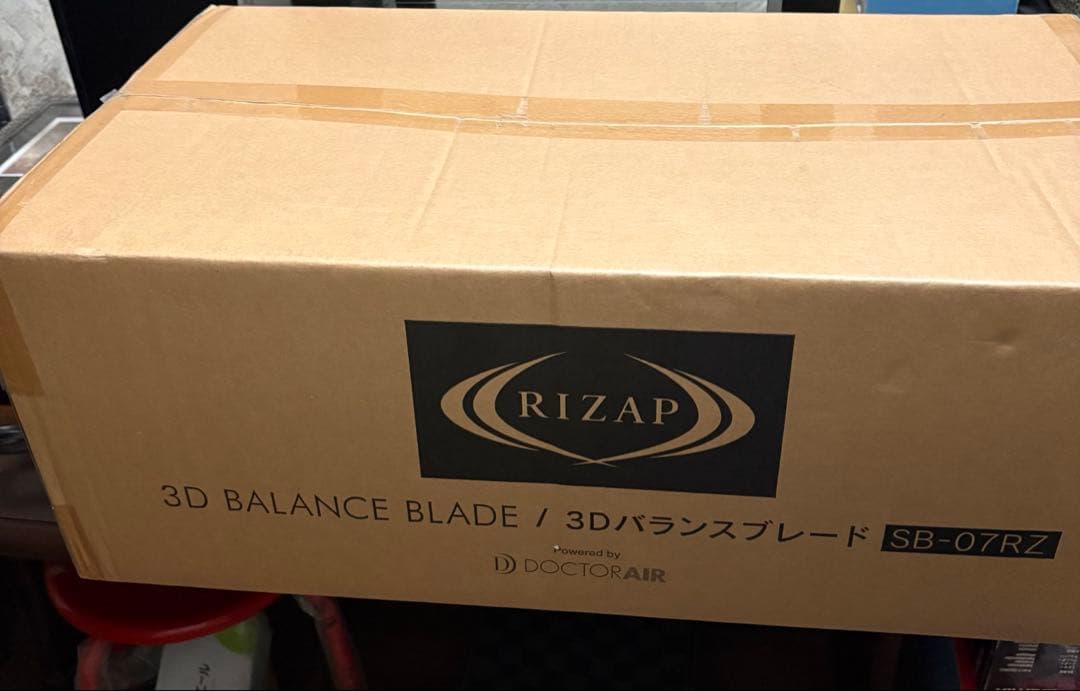 RIZAP
3D BALANCE BLADE / 3Dバランスブレード SB-07RZ
Powered by
DOCTORAIR